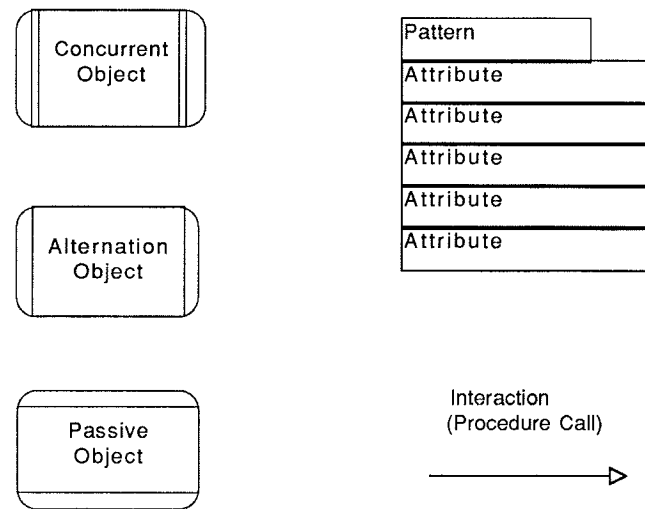 Concurrent
Object
Pattern
Attribute
Attribute
Attribute
Attribute
Attribute
Alternation
Object
Passive
Object
Interaction
(Procedure Call)